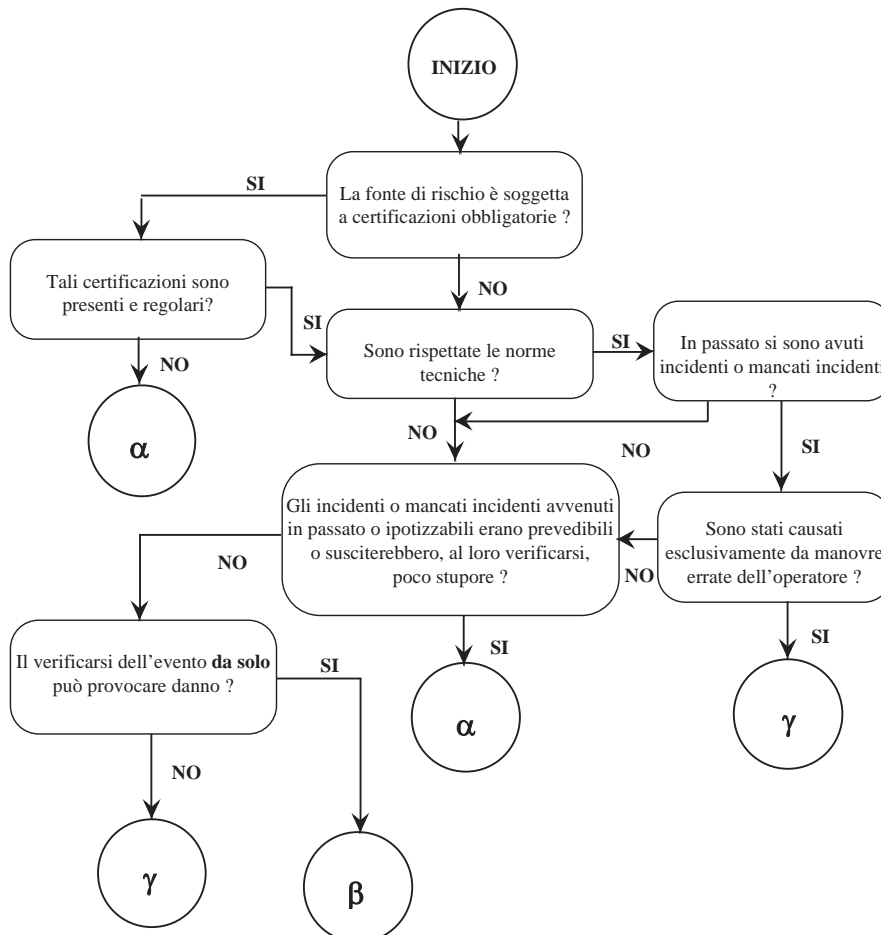 INIZIO
SI
La fonte di rischio è soggetta
a certificazioni obbligatorie ?
Tali certificazioni sono
presenti e regolari?
NO
SI
Sono rispettate le norme
tecniche ?
SI
In passato si sono avuti
incidenti o mancati incidenti
?
NO
α
NO
NO
SI
Gli incidenti o mancati incidenti avvenuti
in passato o ipotizzabili erano prevedibili
o susciterebbero, al loro verificarsi,
poco stupore ?
Sono stati causati
esclusivamente da manovre
errate dell'operatore ?
NO
NO
SI
SI
Il verificarsi dell'evento da solo
può provocare danno ?
SI
α
γ
NO
γ
β